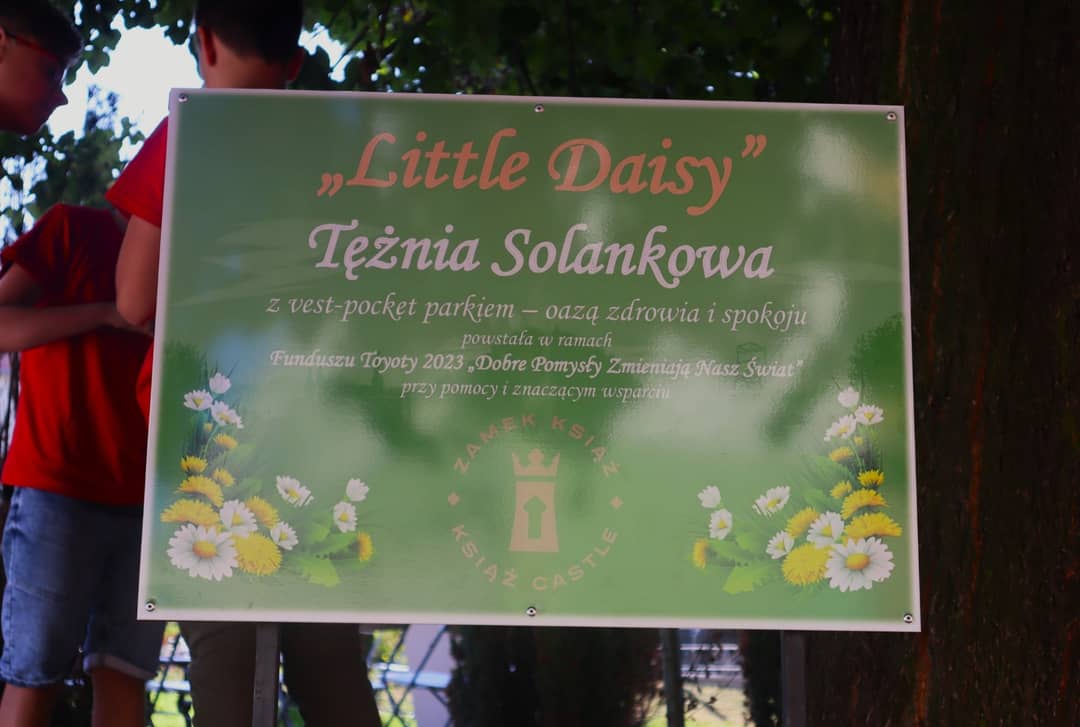 „Little Daisy”
Tężnia Solankowa
z vest-pocket parkiem – oazą zdrowia i spokoju
powstała w ramach
Funduszu Toyoty 2023 „Dobre Pomysły Zmieniają Nasz Świat”
przy pomocy i znaczącym wsparciu
ZAMEK KSIĄŻ
KSIĄŻ CASTLE